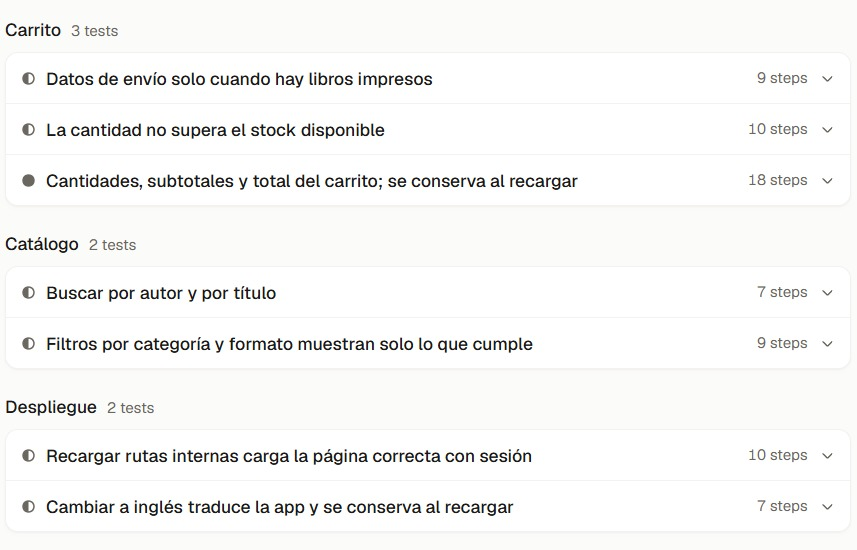 Carrito 3 tests
Datos de envío solo cuando hay libros impresos 9 steps
La cantidad no supera el stock disponible 10 steps
Cantidades, subtotales y total del carrito; se conserva al recargar 18 steps
Catálogo 2 tests
Buscar por autor y por título 7 steps
Filtros por categoría y formato muestran solo lo que cumple 9 steps
Despliegue 2 tests
Recargar rutas internas carga la página correcta con sesión 10 steps
Cambiar a inglés traduce la app y se conserva al recargar 7 steps